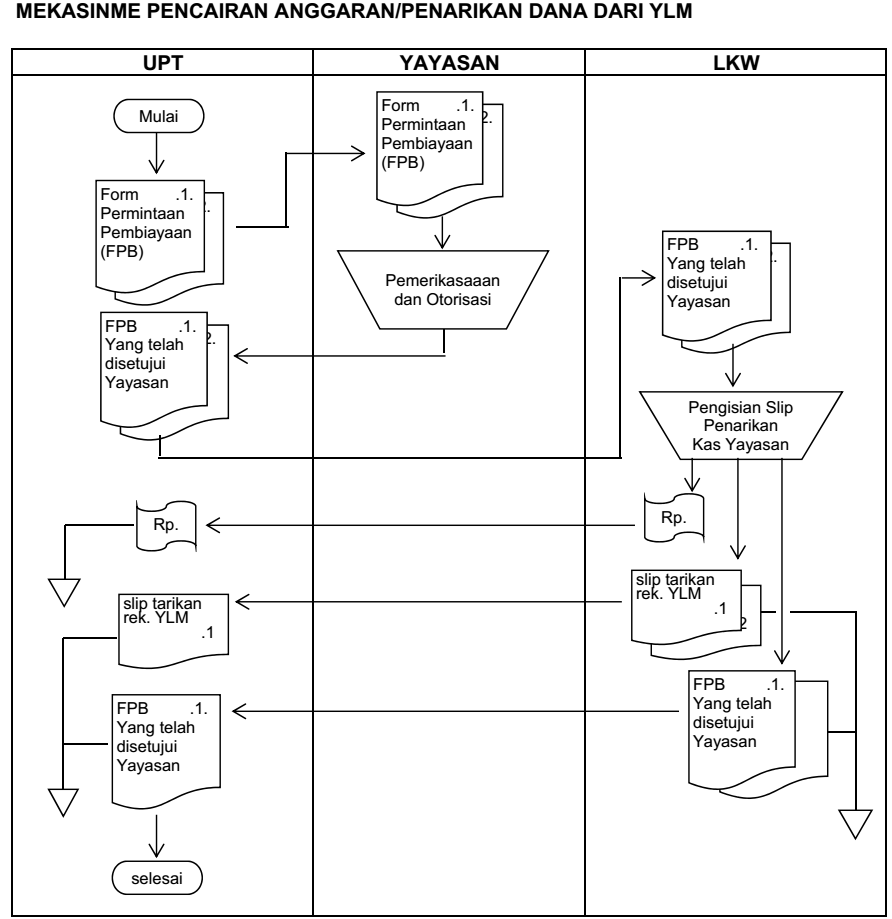 MEKASINME PENCAIRAN ANGGARAN/PENARIKAN DANA DARI YLM
UPT
YAYASAN
LKW
Mulai
Form .1.
Permintaan
Pembiayaan
(FPB)
2.
Form .1.
Permintaan
Pembiayaan
(FPB)
2.
Pemerikasaaan
dan Otorisasi
FPB .1.
Yang telah
disetujui
Yayasan
2.
FPB .1.
Yang telah
disetujui
Yayasan
2.
Pengisian Slip
Penarikan
Kas Yayasan
Rp.
Rp.
slip tarikan
rek. YLM
.1
2
slip tarikan
rek. YLM
.1
FPB .1.
Yang telah
disetujui
Yayasan
FPB .1.
Yang telah
disetujui
Yayasan
selesai